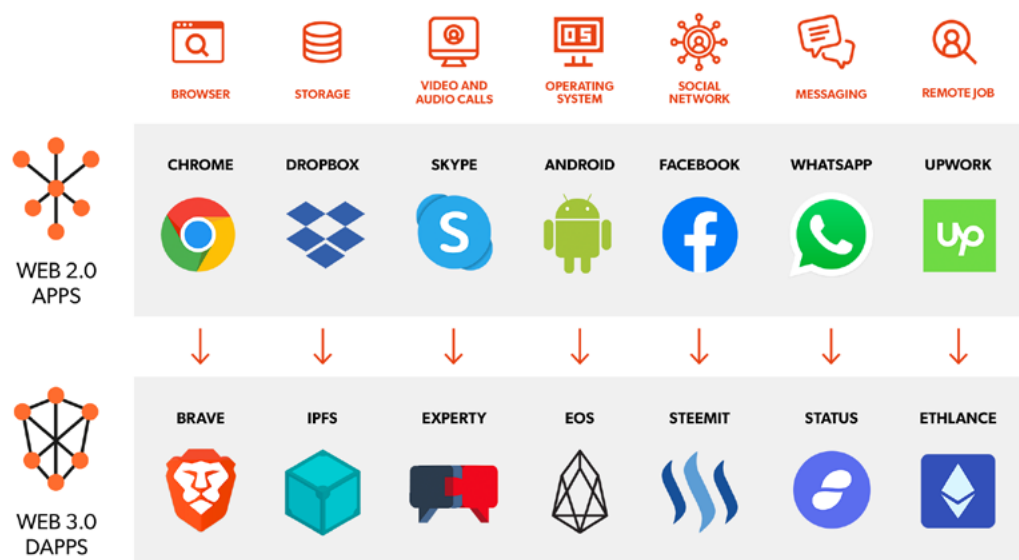 BROWSER
STORAGE
VIDEO AND
AUDIO CALLS
OPERATING
SYSTEM
SOCIAL
NETWORK
MESSAGING
REMOTE JOB
OS
WEB 2.0
APPS
CHROME
DROPBOX
SKYPE
ANDROID
FACEBOOK
WHATSAPP
UPWORK
S
f
Up
WEB 3.0
DAPPS
BRAVE
IPFS
EXPERTY
EOS
STEEMIT
STATUS
ETHLANCE